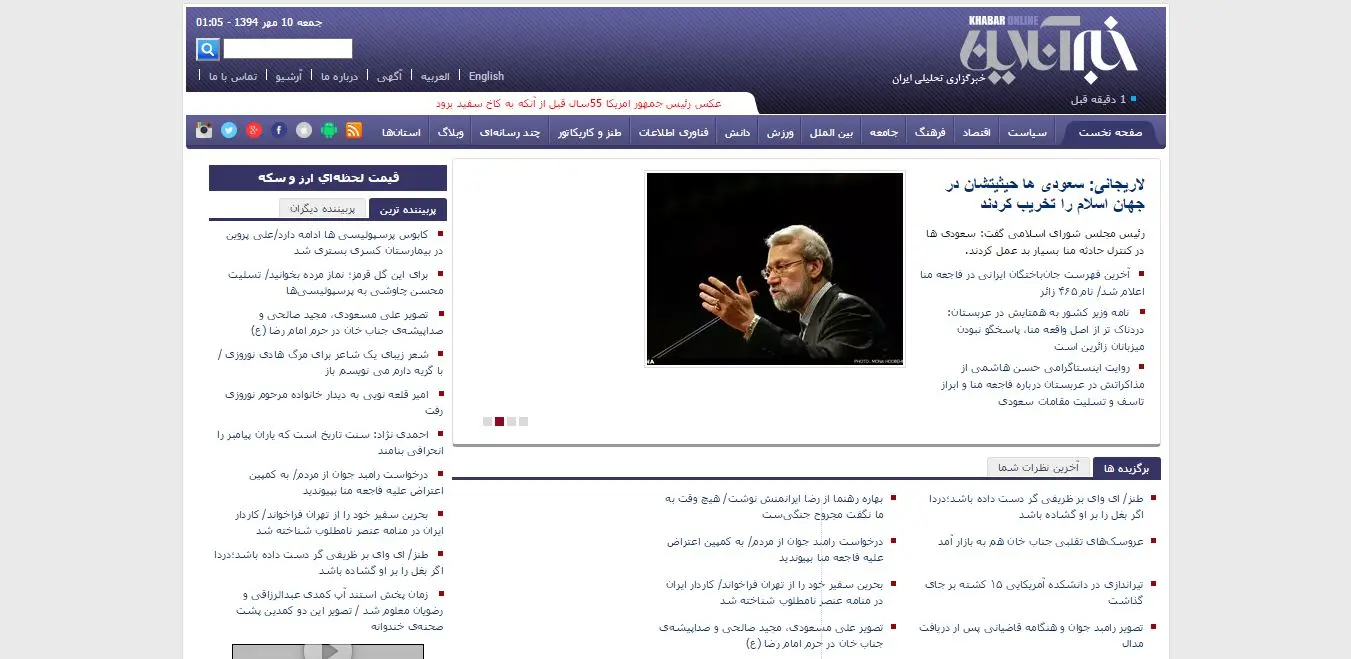 جمعه 10 مهر 1394 - 01:05
KHABAR ONLINE
خبرآنلاین
خبرگزاری تحلیلی ایران
English | العربیه | آگهی | درباره ما | آرشیو | تماس با ما |
1 دقیقه قبل
عکس رئیس جمهور امریکا 55سال قبل از آنکه به کاخ سفید برود
صفحه نخست
سیاست
اقتصاد
فرهنگ
جامعه
بین الملل
ورزش
دانش
فناوری اطلاعات
طنز و کاریکاتور
چند رسانه‌ای
وبلاگ
استان‌ها
لاریجانی: سعودی ها حیثیتشان در
جهان اسلام را تخریب کردند
رئیس مجلس شورای اسلامی گفت: سعودی ها
در کنترل حادثه منا بسیار بد عمل کردند.
آخرین فهرست جان‌باختگان ایرانی در فاجعه منا
اعلام شد/ نام ۴۶۵ زائر
نامه وزیر کشور به همتایش در عربستان:
دردناک تر از اصل واقعه منا، پاسخگو نبودن
میزبانان زائرین است
روایت اینستاگرامی حسن هاشمی از
مذاکراتش در عربستان درباره فاجعه منا و ابراز
تاسف و تسلیت مقامات سعودی
برگزیده ها
آخرین نظرات شما
طنز/ ای وای بر ظریفی گر دست داده باشد؛دردا
اگر بغل را بر او گشاده باشد
عروسک‌های تقلبی جناب خان هم به بازار آمد
تیراندازی در دانشکده آمریکایی ۱۵ کشته بر جای
گذاشت
تصویر رامبد جوان و هنگامه قاضیانی پس از دریافت
مدال
بهاره رهنما از رضا ایرانمنش نوشت/ هیچ وقت به
ما نگفت مجروح جنگی‌ست
درخواست رامبد جوان از مردم/ به کمپین اعتراض
علیه فاجعه منا بپیوندید
بحرین سفیر خود را از تهران فراخواند/ کاردار ایران
در منامه عنصر نامطلوب شناخته شد
تصویر علی مسعودی، مجید صالحی و صداپیشه‌ی
جناب خان در حرم امام رضا (ع)
قیمت لحظه‌اي ارز و سکه
پربیننده ترین
پربیننده دیگران
کابوس پرسپولیسی ها ادامه دارد/علی پروین
در بیمارستان کسری بستری شد
برای این گل قرمز؛ نماز مرده بخوانید/ تسلیت
محسن چاوشی به پرسپولیسی‌ها
تصویر علی مسعودی، مجید صالحی و
صداپیشه‌ی جناب خان در حرم امام رضا (ع)
شعر زیبای یک شاعر برای مرگ هادی نوروزی /
با گریه دارم می نویسم باز
امیر قلعه نویی به دیدار خانواده مرحوم نوروزی
رفت
احمدی نژاد: سنت تاریخ است که یاران پیامبر را
انحرافی بنامند
درخواست رامبد جوان از مردم/ به کمپین
اعتراض علیه فاجعه منا بپیوندید
بحرین سفیر خود را از تهران فراخواند/ کاردار
ایران در منامه عنصر نامطلوب شناخته شد
طنز/ ای وای بر ظریفی گر دست داده باشد؛دردا
اگر بغل را بر او گشاده باشد
زمان پخش استند آپ کمدی عبدالرزاقی و
رضویان معلوم شد / تصویر این دو کمدین پشت
صحنه‌ی خندوانه